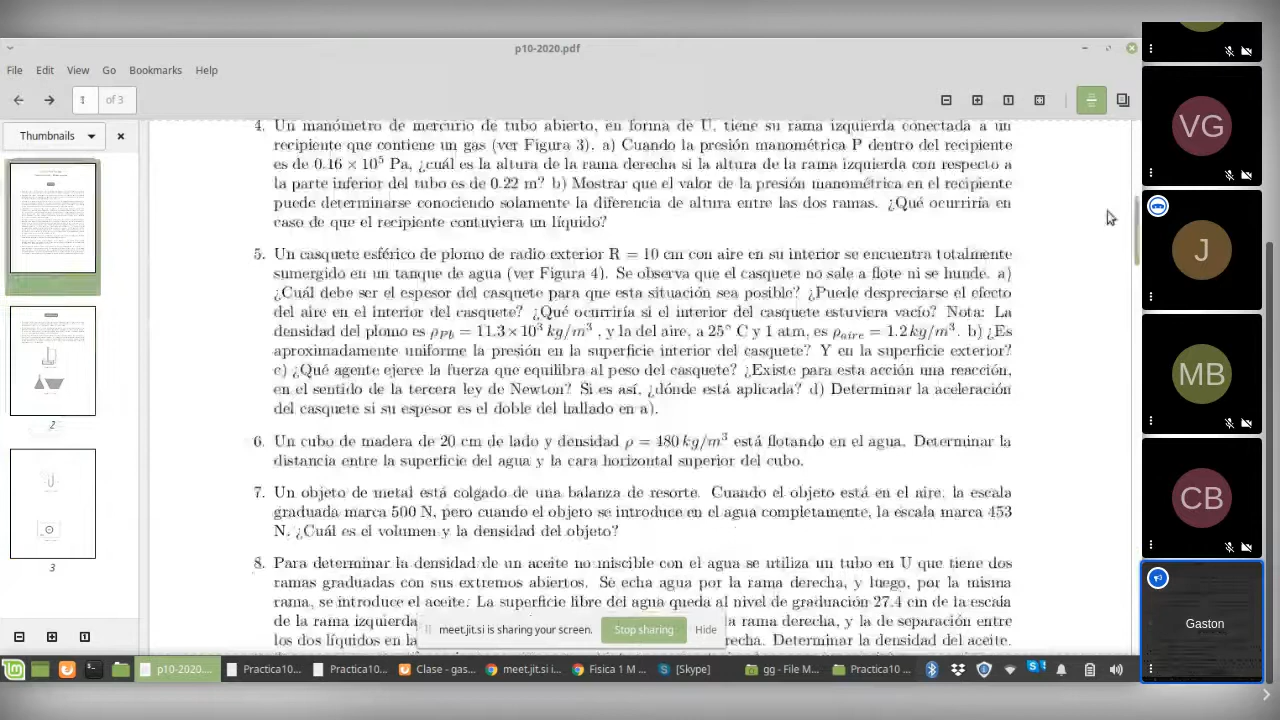 p10-2020.pdf
File Edit View Go Bookmarks Help
1 of 3
Thumbnails
2
3
4. Un manómetro de mercurio de tubo abierto, en forma de U, tiene su rama izquierda conectada a un
recipiente que contiene un gas (ver Figura 3). a) Cuando la presión manométrica P dentro del recipiente
es de 0.16 × 10⁵ Pa, ¿cuál es la altura de la rama derecha si la altura de la rama izquierda con respecto a
la parte inferior del tubo es de 0.22 m? b) Mostrar que el valor de la presión manométrica en el recipiente
puede determinarse conociendo solamente la diferencia de altura entre las dos ramas. ¿Qué ocurriría en
caso de que el recipiente contuviera un líquido?
5. Un casquete esférico de plomo de radio exterior R = 10 cm con aire en su interior se encuentra totalmente
sumergido en un tanque de agua (ver Figura 4). Se observa que el casquete no sale a flote ni se hunde. a)
¿Cuál debe ser el espesor del casquete para que esta situación sea posible? ¿Puede despreciarse el efecto
del aire en el interior del casquete? ¿Qué ocurriría si el interior del casquete estuviera vacío? Nota: La
densidad del plomo es ρPb = 11.3 × 10³ kg/m³ , y la del aire, a 25° C y 1 atm, es ρaire = 1.2 kg/m³. b) ¿Es
aproximadamente uniforme la presión en la superficie interior del casquete? Y en la superficie exterior?
c) ¿Qué agente ejerce la fuerza que equilibra al peso del casquete? ¿Existe para esta acción una reacción,
en el sentido de la tercera ley de Newton? Si es así, ¿dónde está aplicada? d) Determinar la aceleración
del casquete si su espesor es el doble del hallado en a).
6. Un cubo de madera de 20 cm de lado y densidad ρ = 480 kg/m³ está flotando en el agua. Determinar la
distancia entre la superficie del agua y la cara horizontal superior del cubo.
7. Un objeto de metal está colgado de una balanza de resorte. Cuando el objeto está en el aire, la escala
graduada marca 500 N, pero cuando el objeto se introduce en el agua completamente, la escala marca 453
N. ¿Cuál es el volumen y la densidad del objeto?
8. Para determinar la densidad de un aceite no miscible con el agua se utiliza un tubo en U que tiene dos
ramas graduadas con sus extremos abiertos. Se echa agua por la rama derecha, y luego, por la misma
rama, se introduce el aceite. La superficie libre del agua queda al nivel de graduación 27.4 cm de la escala
de la rama izquierda a rama derecha, y la de separación entre
los dos líquidos en la recha. Determinar la densidad del aceite.
meet.jit.si is sharing your screen. Stop sharing Hide
p10-2020.... Practica10... Practica10... Clase - gas... meet.jit.si i... Fisica 1 M ... [Skype] gg - File M... Practica10 ...
VG
J
MB
CB
Gaston